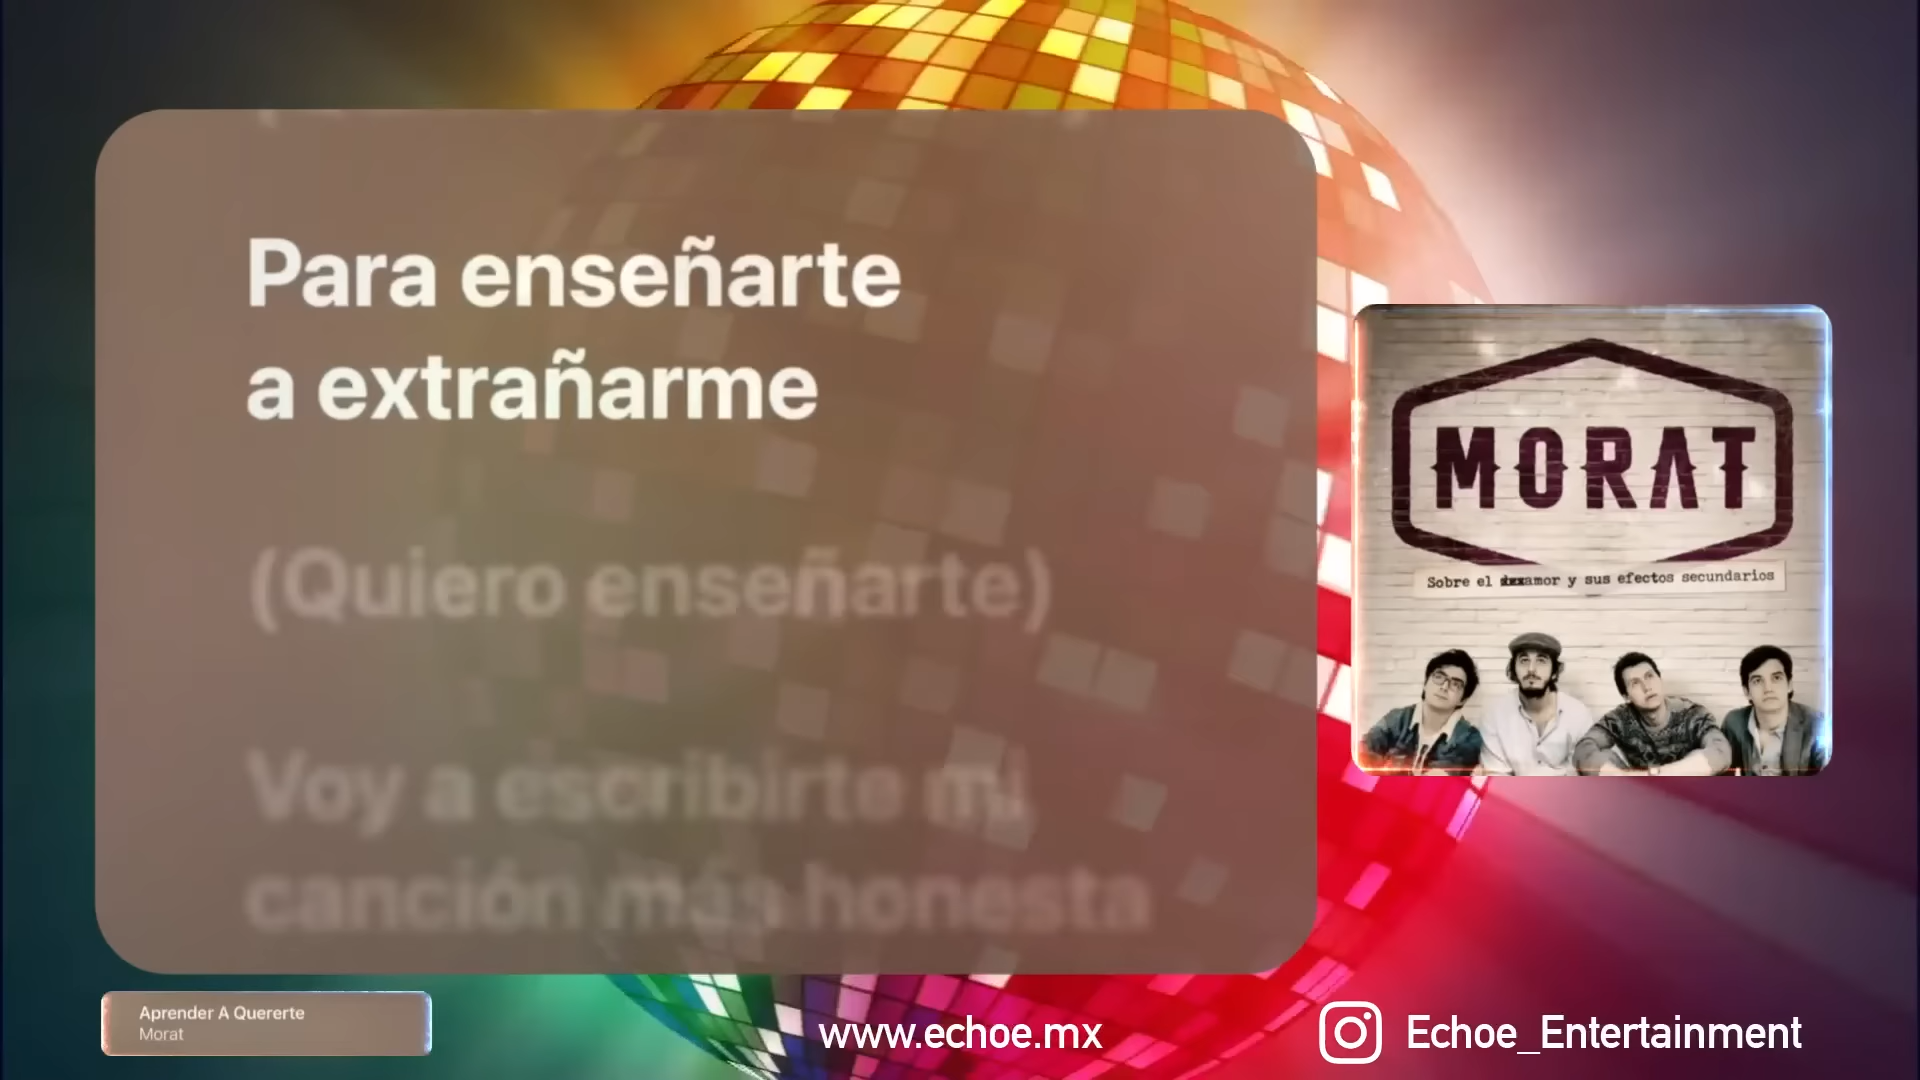 Para enseñarte
a extrañarme
(Quiero enseñarte)
Voy a escribirte mi
canción más honesta
MORAT
Sobre el amor y sus efectos secundarios
Aprender A Quererte
Morat
www.echoe.mx
Echoe_Entertainment